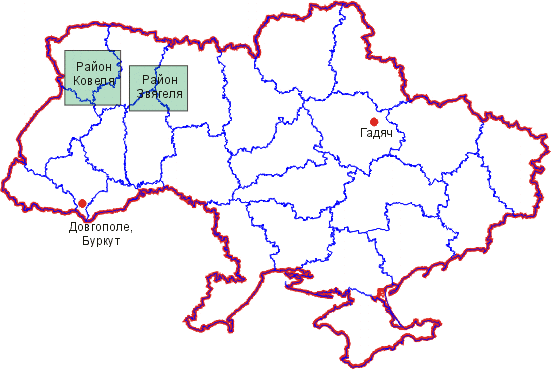 Район
Ковеля
Район
Звягеля
Гадяч
Довгополе,
Буркут